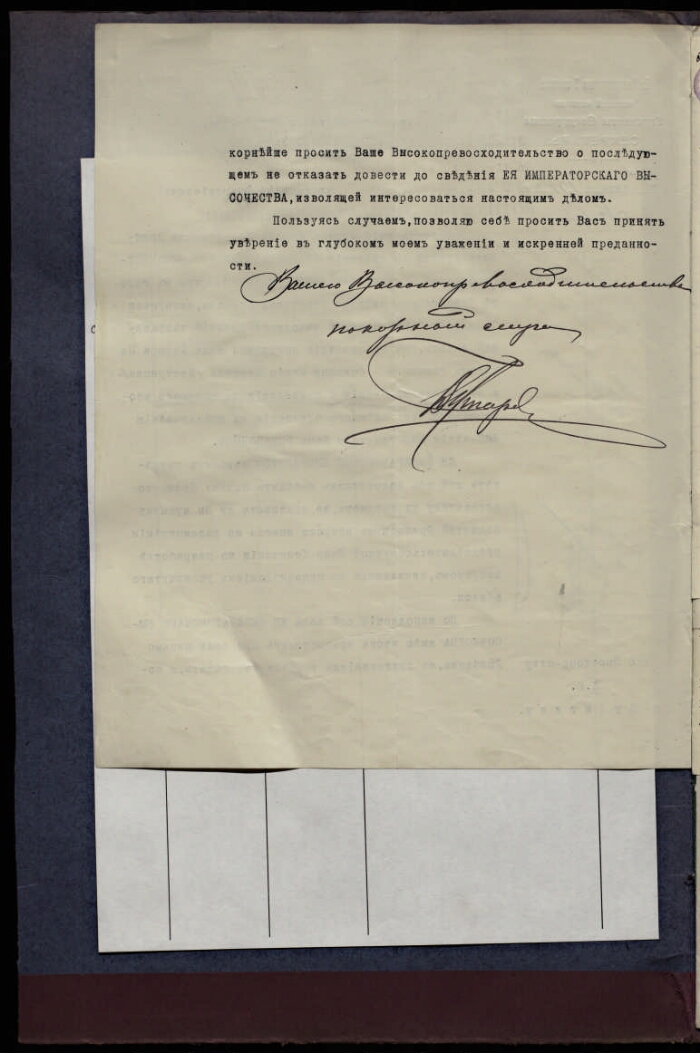 корнѣйше просить Ваше Высокопревосходительство о послѣдую-
щемъ не отказать довести до свѣдѣнія ЕЯ ИМПЕРАТОРСКАГО ВЫ-
СОЧЕСТВА, изволящей интересоваться настоящимъ дѣломъ.
Пользуясь случаемъ, позволяю себѣ просить Васъ принять
увѣреніе въ глубокомъ моемъ уваженіи и искренней преданно-
сти.
Вашего Высокопревосходительства
покорный слуга